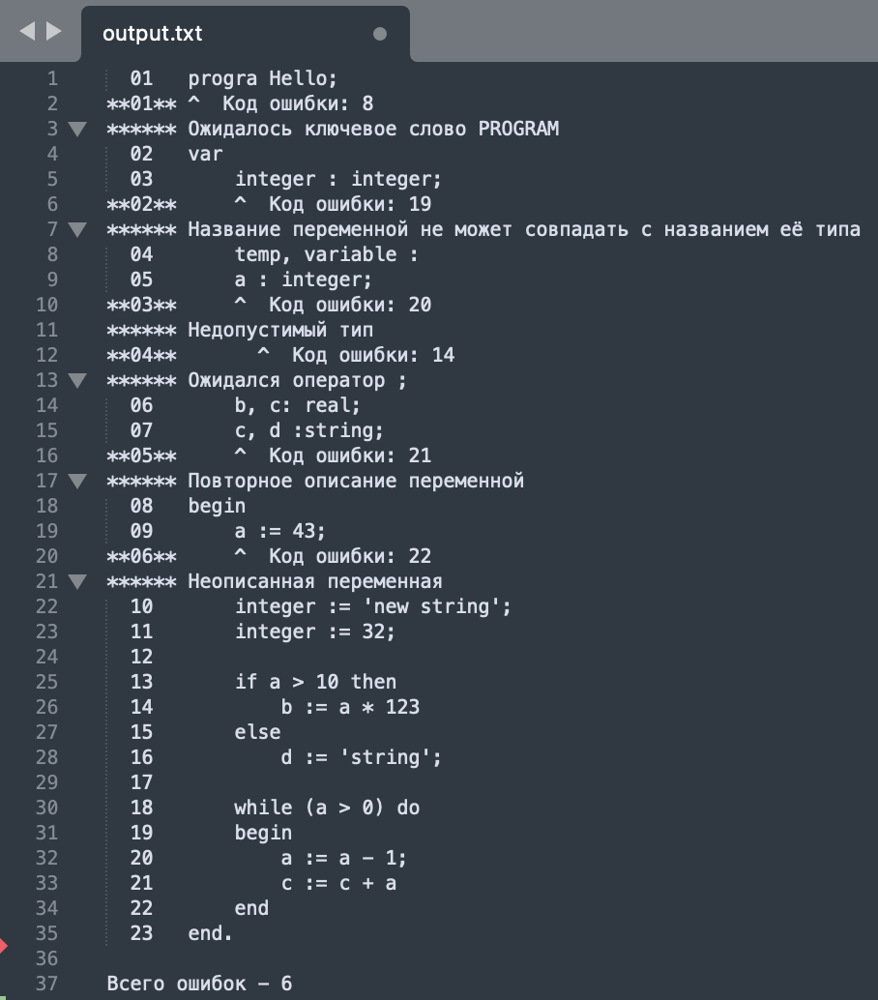 output.txt
1 01 progra Hello;
2 **01** ^ Код ошибки: 8
3 ****** Ожидалось ключевое слово PROGRAM
4 02 var
5 03 integer : integer;
6 **02** ^ Код ошибки: 19
7 ****** Название переменной не может совпадать с названием её типа
8 04 temp, variable :
9 05 a : integer;
10 **03** ^ Код ошибки: 20
11 ****** Недопустимый тип
12 **04** ^ Код ошибки: 14
13 ****** Ожидался оператор ;
14 06 b, c: real;
15 07 c, d :string;
16 **05** ^ Код ошибки: 21
17 ****** Повторное описание переменной
18 08 begin
19 09 a := 43;
20 **06** ^ Код ошибки: 22
21 ****** Неописанная переменная
22 10 integer := 'new string';
23 11 integer := 32;
24 12
25 13 if a > 10 then
26 14 b := a * 123
27 15 else
28 16 d := 'string';
29 17
30 18 while (a > 0) do
31 19 begin
32 20 a := a - 1;
33 21 c := c + a
34 22 end
35 23 end.
36
37 Всего ошибок - 6